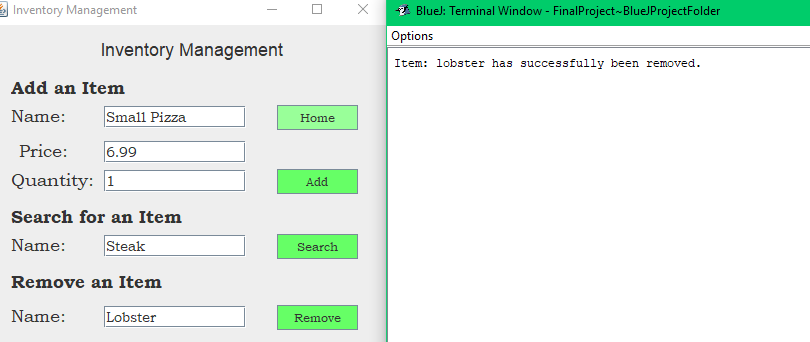 Inventory Management
Inventory Management
Add an Item
Name: Small Pizza Home
Price: 6.99
Quantity: 1 Add
Search for an Item
Name: Steak Search
Remove an Item
Name: Lobster Remove
BlueJ: Terminal Window - FinalProject~BlueJProjectFolder
Options
Item: lobster has successfully been removed.